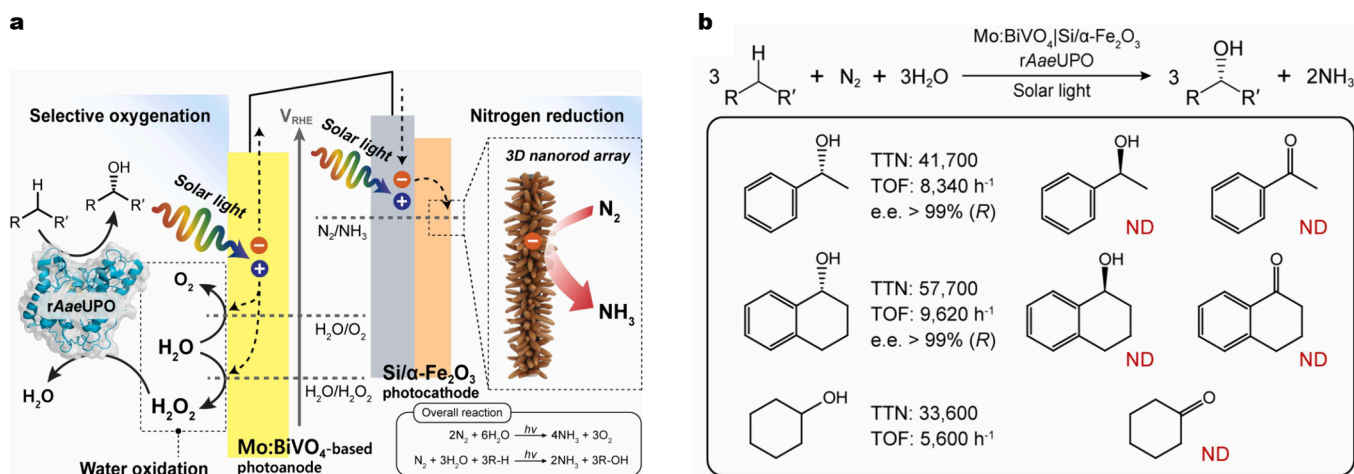 a
Selective oxygenation
V_RHE
Nitrogen reduction
Solar light
3D nanorod array
H
R R'
OH
R R'
Solar light
N₂/NH₃
N₂
NH₃
rAaeUPO
O₂
H₂O
H₂O/O₂
H₂O
H₂O₂
H₂O/H₂O₂
Si/α-Fe₂O₃
photocathode
Mo:BiVO₄-based
photoanode
Water oxidation
Overall reaction
2N₂ + 6H₂O hv 4NH₃ + 3O₂
N₂ + 3H₂O + 3R-H hv 2NH₃ + 3R-OH
b
3 R H R' + N₂ + 3H₂O
Mo:BiVO₄|Si/α-Fe₂O₃
rAaeUPO
Solar light
3 R OH R' + 2NH₃
OH
TTN: 41,700
TOF: 8,340 h⁻¹
e.e. > 99% (R)
OH
ND
O
ND
OH
TTN: 57,700
TOF: 9,620 h⁻¹
e.e. > 99% (R)
OH
ND
O
ND
OH
TTN: 33,600
TOF: 5,600 h⁻¹
O
ND